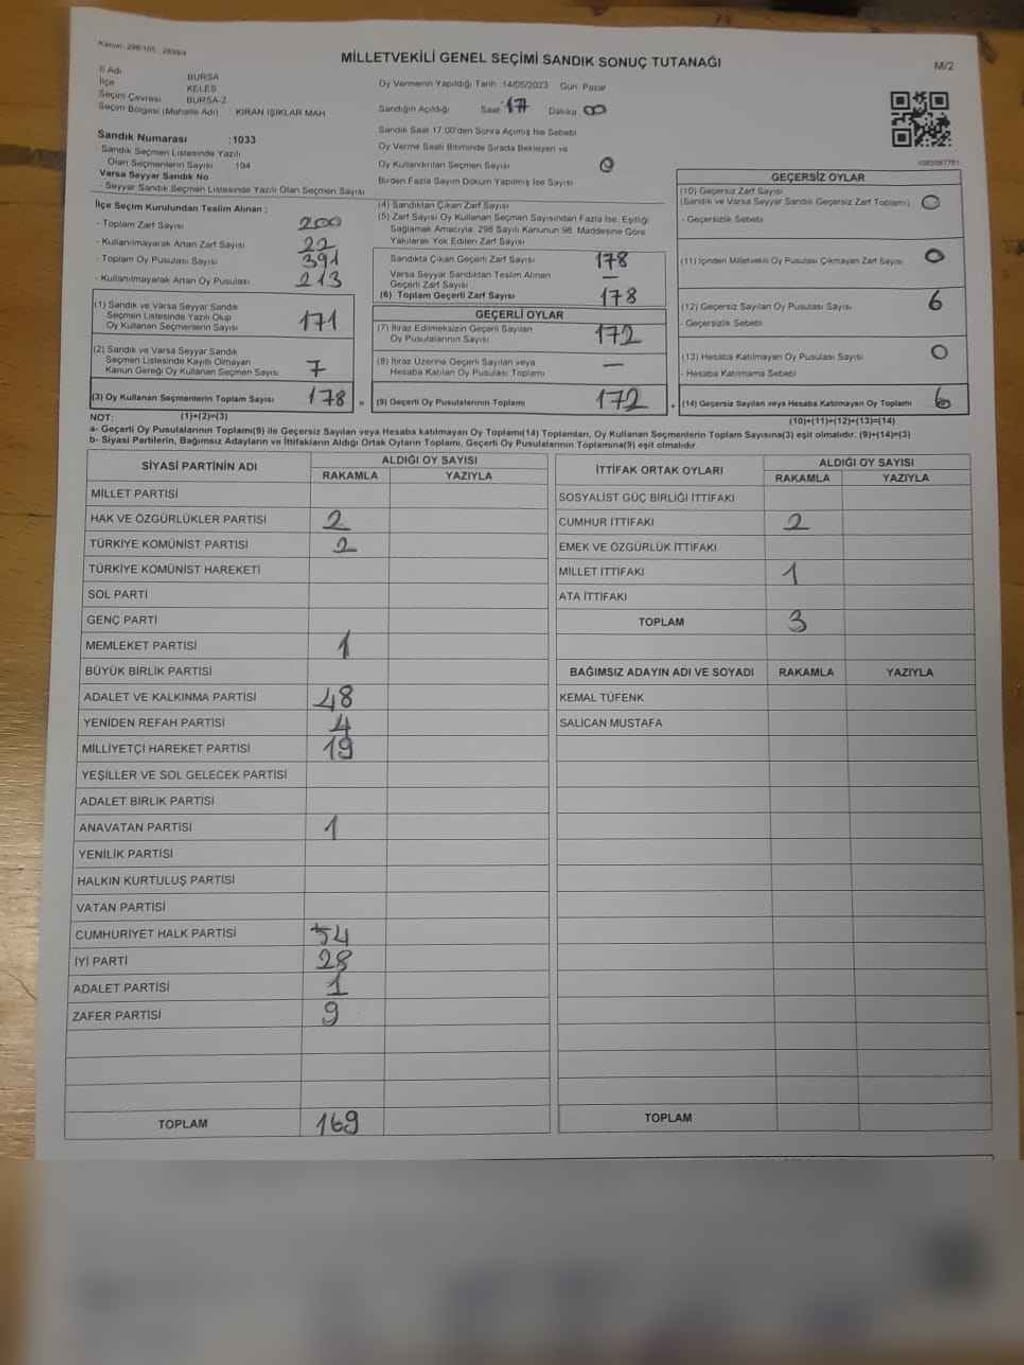 MİLLETVEKİLİ GENEL SEÇİMİ SANDIK SONUÇ TUTANAĞI
M/2
İl Adı BURSA
İlçe KELES
Seçim Çevresi BURSA-2
Seçim Bölgesi (Muhalle Adı) KIRAN IŞIKLAR MAH
Sandık Numarası :1033
Sandık Seçmen Listesinde Yazılı
Olan Seçmenlerin Sayısı 194
Varsa Seyyar Sandık No
- Seyyar Sandık Seçmen Listesinde Yazılı Olan Seçmen Sayısı
Oy Vermenin Yapıldığı Tarih :14/05/2023 Gün: Pazar
Sandığın Açıldığı Saat: 17 Dakika 00
Sandık Saat 17.00'den Sonra Açılmış İse Sebebi
Oy Verme Saati Bitiminde Sırada Bekleyen ve
Oy Kullandırılan Seçmen Sayısı 0
Birden Fazla Sayım Döküm Yapılmış İse Sayısı
İlçe Seçim Kurulundan Teslim Alınan :
- Toplam Zarf Sayısı 200
- Kullanılmayarak Artan Zarf Sayısı 22
- Toplam Oy Pusulası Sayısı 391
- Kullanılmayarak Artan Oy Pusulası 213
(1) Sandık ve Varsa Seyyar Sandık
Seçmen Listesinde Yazılı Olup
Oy Kullanan Seçmenlerin Sayısı 171
(2) Sandık ve Varsa Seyyar Sandık
Seçmen Listesinde Kayıtlı Olmayan
Kanun Gereği Oy Kullanan Seçmen Sayısı 7
(3) Oy Kullanan Seçmenlerin Toplam Sayısı 178 =
(4) Sandıktan Çıkan Zarf Sayısı
(5) Zarf Sayısı Oy Kullanan Seçmen Sayısından Fazla İse, Eşitliği
Sağlamak Amacıyla, 298 Sayılı Kanunun 98. Maddesine Göre
Yakılarak Yok Edilen Zarf Sayısı
Sandıkta Çıkan Geçerli Zarf Sayısı 178
Varsa Seyyar Sandıktan Teslim Alınan
Geçerli Zarf Sayısı —
(6) Toplam Geçerli Zarf Sayısı 178
GEÇERLİ OYLAR
(7) İtiraz Edilmeksizin Geçerli Sayılan
Oy Pusulalarının Sayısı 172
(8) İtiraz Üzerine Geçerli Sayılan veya
Hesaba Katılan Oy Pusulası Toplamı —
(9) Geçerli Oy Pusulalarının Toplamı 172 +
GEÇERSİZ OYLAR
(10) Geçersiz Zarf Sayısı
(Sandık ve Varsa Seyyar Sandık Geçersiz Zarf Toplamı) 0
- Geçersizlik Sebebi
(11) İçinden Milletvekili Oy Pusulası Çıkmayan Zarf Sayısı 0
(12) Geçersiz Sayılan Oy Pusulası Sayısı 6
- Geçersizlik Sebebi
(13) Hesaba Katılmayan Oy Pusulası Sayısı 0
- Hesaba Katılmama Sebebi
(14) Geçersiz Sayılan veya Hesaba Katılmayan Oy Toplamı 6
NOT: (1)+(2)=(3) (10)+(11)+(12)+(13)=(14)
a- Geçerli Oy Pusulalarının Toplamı(9) ile Geçersiz Sayılan veya Hesaba katılmayan Oy Toplamı(14) Toplamları, Oy Kullanan Seçmenlerin Toplam Sayısına(3) eşit olmalıdır. (9)+(14)=(3)
b- Siyasi Partilerin, Bağımsız Adayların ve İttifakların Aldığı Ortak Oyların Toplamı, Geçerli Oy Pusulalarının Toplamına(9) eşit olmalıdır
SİYASİ PARTİNİN ADI ALDIĞI OY SAYISI
RAKAMLA YAZIYLA
MİLLET PARTİSİ
HAK VE ÖZGÜRLÜKLER PARTİSİ 2
TÜRKİYE KOMÜNİST PARTİSİ 2
TÜRKİYE KOMÜNİST HAREKETİ
SOL PARTİ
GENÇ PARTİ
MEMLEKET PARTİSİ 1
BÜYÜK BİRLİK PARTİSİ
ADALET VE KALKINMA PARTİSİ 48
YENİDEN REFAH PARTİSİ 4
MİLLİYETÇİ HAREKET PARTİSİ 19
YEŞİLLER VE SOL GELECEK PARTİSİ
ADALET BİRLİK PARTİSİ
ANAVATAN PARTİSİ 1
YENİLİK PARTİSİ
HALKIN KURTULUŞ PARTİSİ
VATAN PARTİSİ
CUMHURİYET HALK PARTİSİ 54
İYİ PARTİ 28
ADALET PARTİSİ 1
ZAFER PARTİSİ 9
TOPLAM 169
İTTİFAK ORTAK OYLARI ALDIĞI OY SAYISI
RAKAMLA YAZIYLA
SOSYALİST GÜÇ BİRLİĞİ İTTİFAKI
CUMHUR İTTİFAKI 2
EMEK VE ÖZGÜRLÜK İTTİFAKI
MİLLET İTTİFAKI 1
ATA İTTİFAKI
TOPLAM 3
BAĞIMSIZ ADAYIN ADI VE SOYADI RAKAMLA YAZIYLA
KEMAL TÜFENK
SALİCAN MUSTAFA
TOPLAM